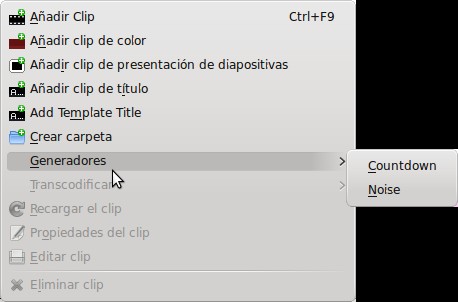 Añadir Clip Ctrl+F9
Añadir clip de color
Añadir clip de presentación de diapositivas
Añadir clip de título
Add Template Title
Crear carpeta
Generadores
Countdown
Noise
Transcodificar
Recargar el clip
Propiedades del clip
Editar clip
Eliminar clip